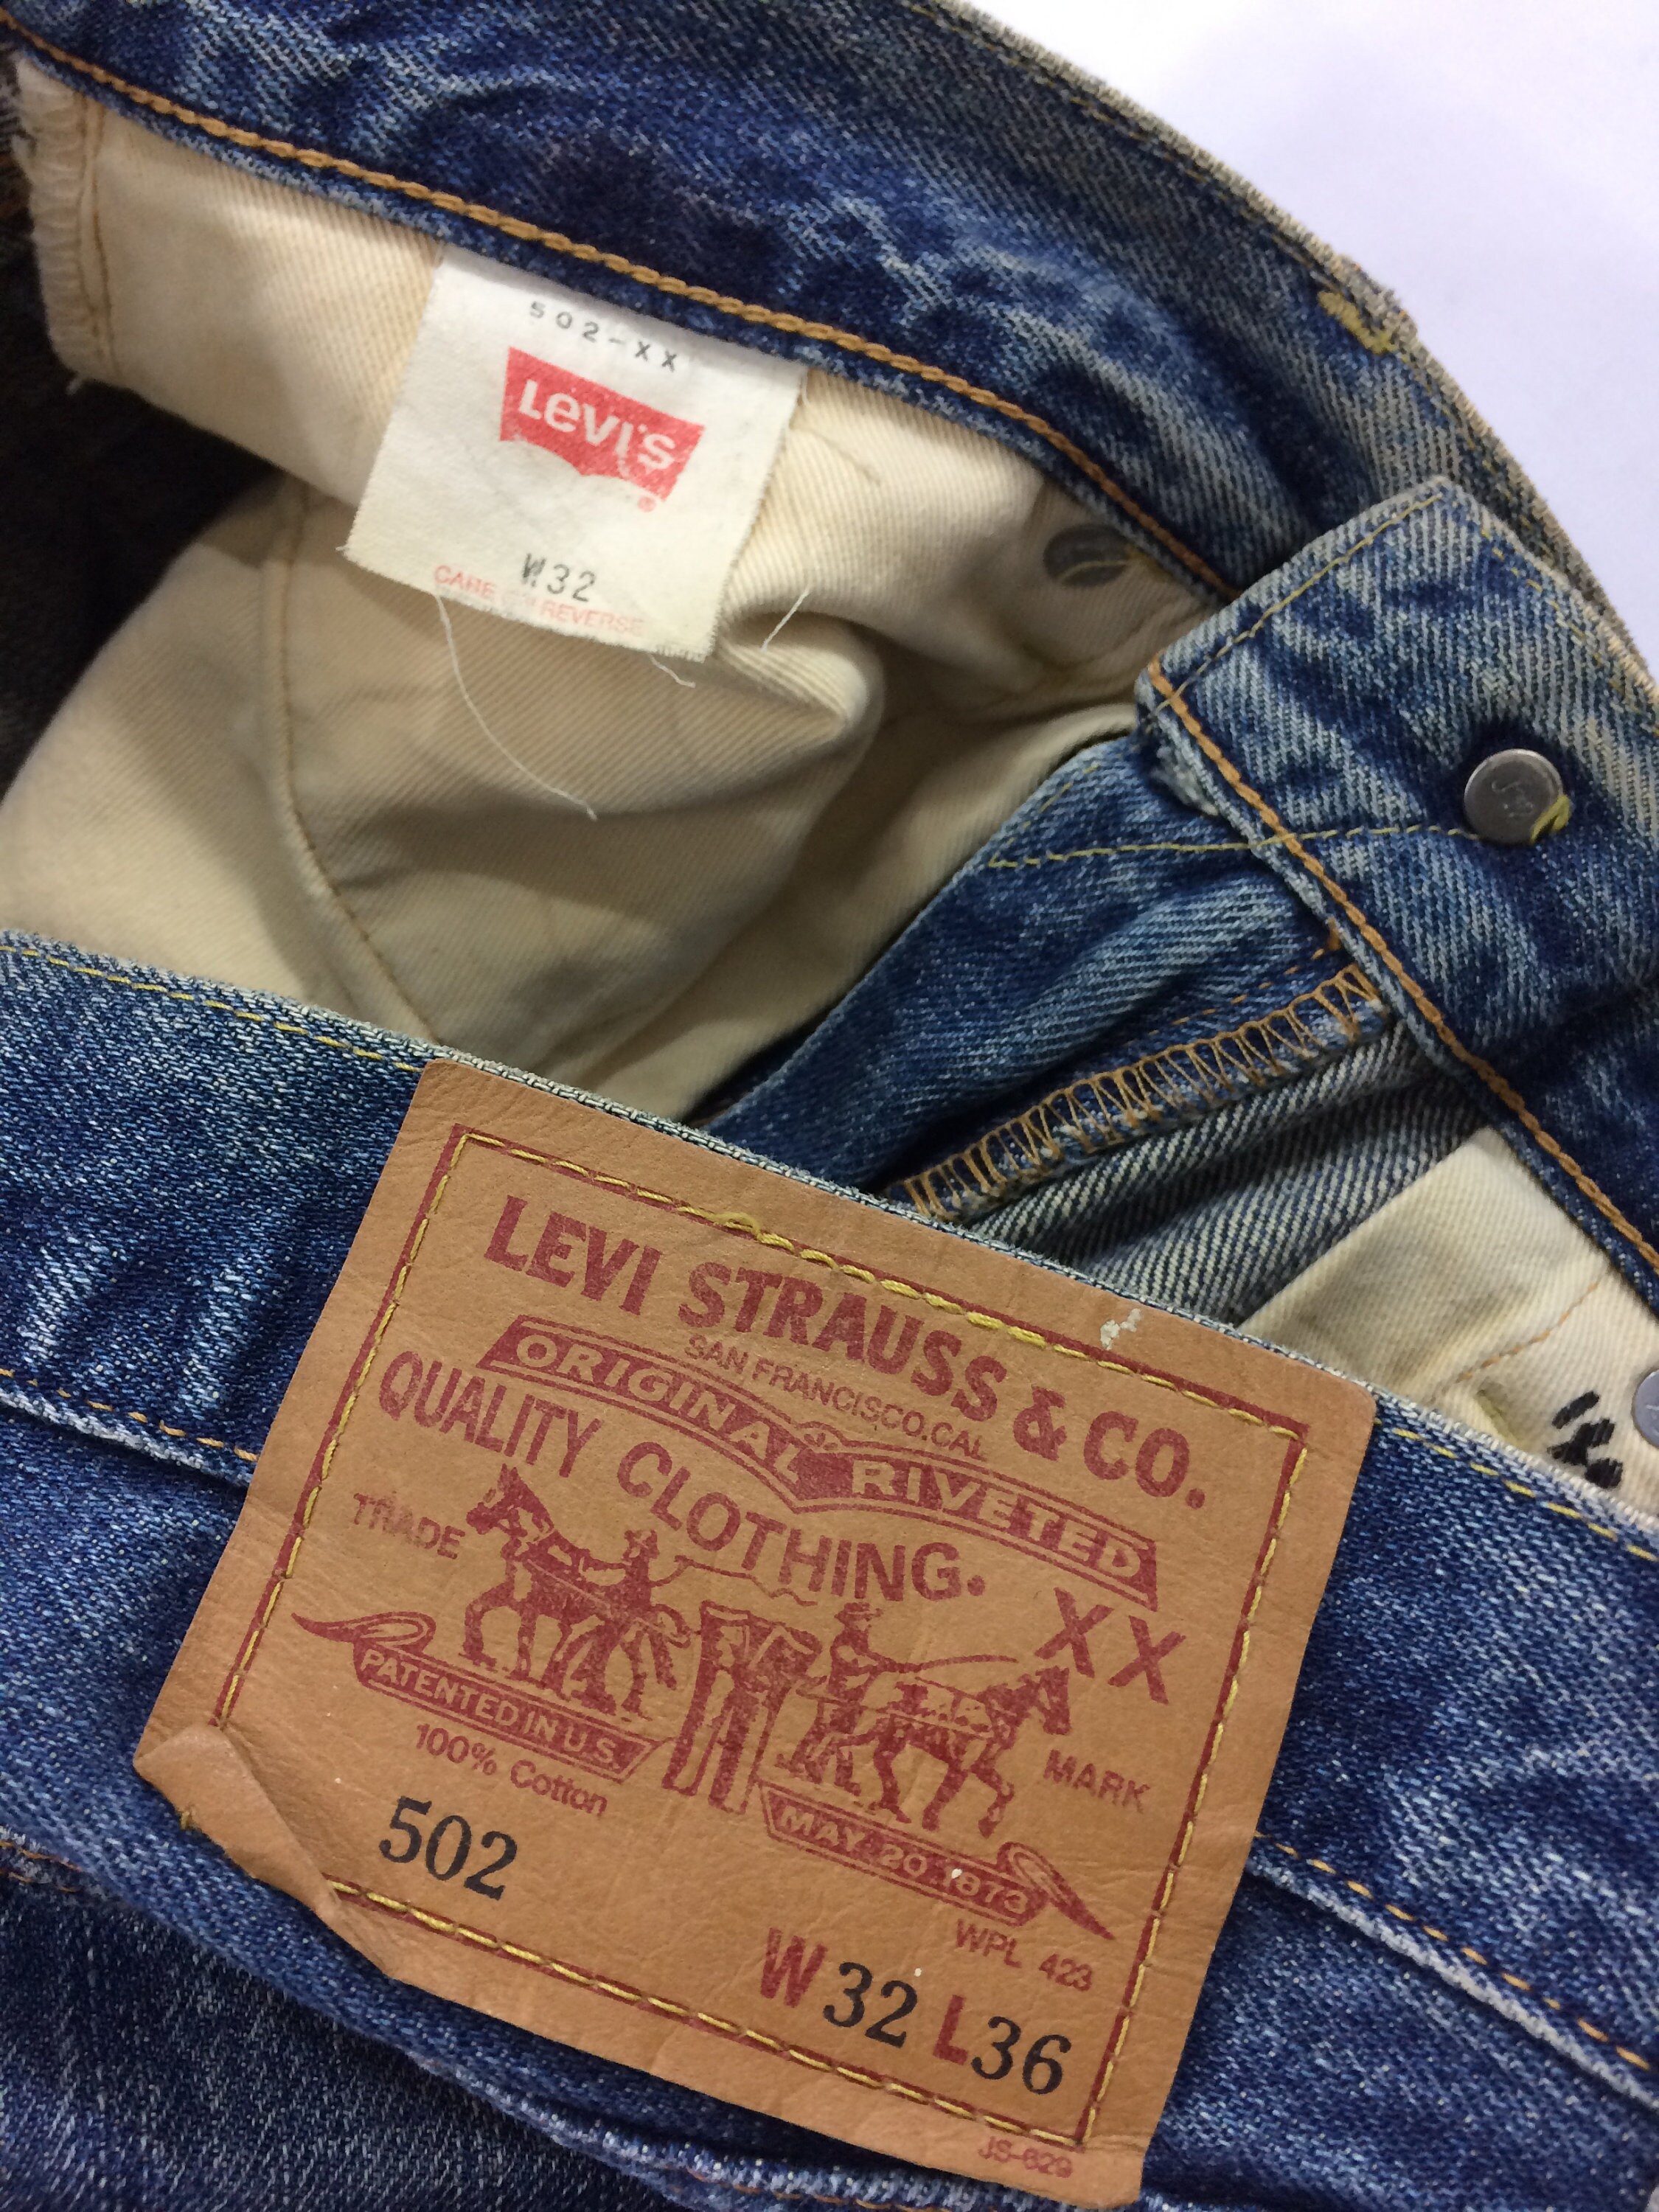 502-XX
Levi's
®
W32
CARE REVERSE
LEVI STRAUSS & CO.
SAN FRANCISCO,CAL
ORIGINAL RIVETED
QUALITY CLOTHING.
TRADE
XX
MARK
PATENTED IN U.S.
MAY 20 1873
100% Cotton
502
WPL 423
W 32 L 36
JS-629